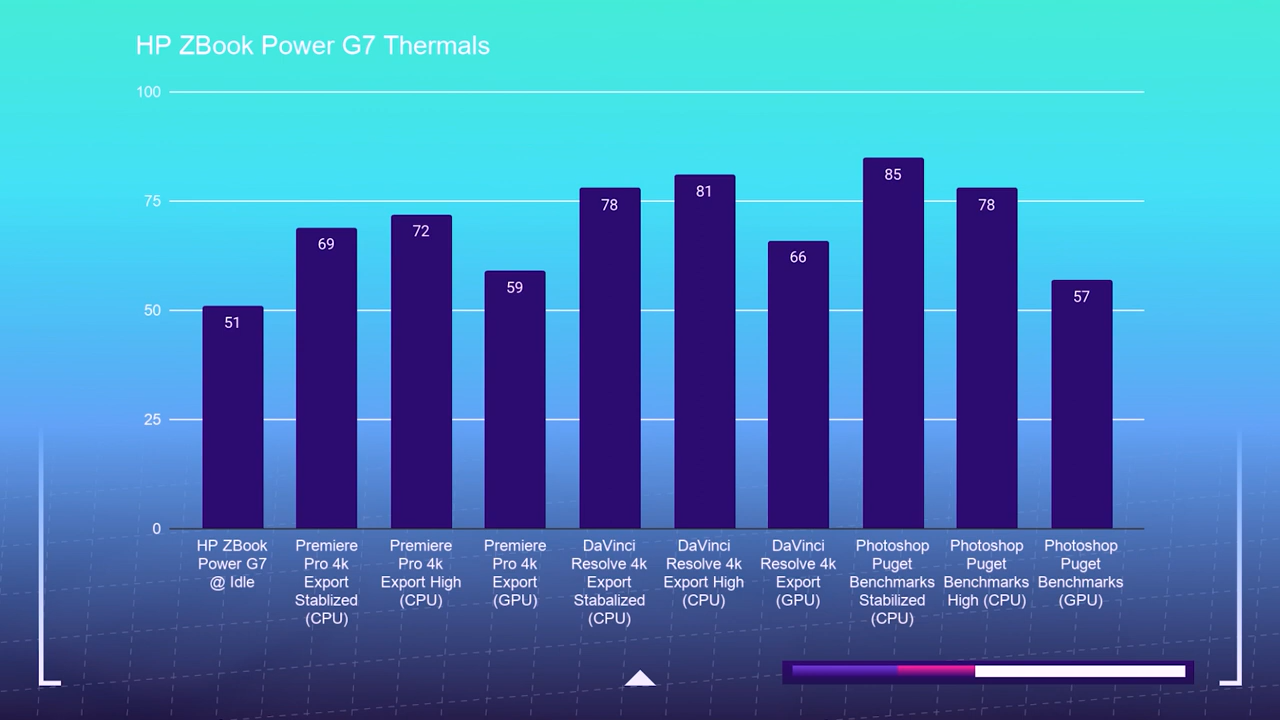 HP ZBook Power G7 Thermals
100
75
50
25
0
51
69
72
59
78
81
66
85
78
57
HP ZBook
Power G7
@ Idle
Premiere
Pro 4k
Export
Stablized
(CPU)
Premiere
Pro 4k
Export High
(CPU)
Premiere
Pro 4k
Export
(GPU)
DaVinci
Resolve 4k
Export
Stabalized
(CPU)
DaVinci
Resolve 4k
Export High
(CPU)
DaVinci
Resolve 4k
Export
(GPU)
Photoshop
Puget
Benchmarks
Stabilized
(CPU)
Photoshop
Puget
Benchmarks
High (CPU)
Photoshop
Puget
Benchmarks
(GPU)